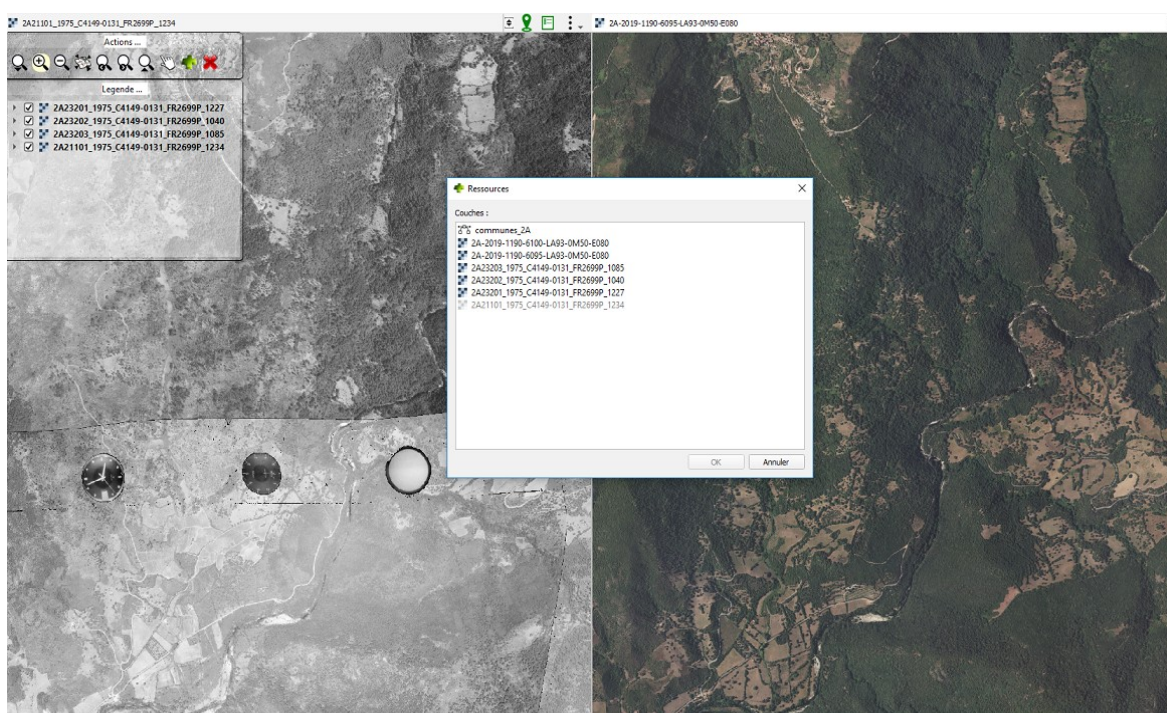 2A21101_1975_C4149-0131_FR2699P_1234
2A-2019-1190-6095-LA93-0M50-E080
Actions ...
Legende ...
2A23201_1975_C4149-0131_FR2699P_1227
2A23202_1975_C4149-0131_FR2699P_1040
2A23203_1975_C4149-0131_FR2699P_1085
2A21101_1975_C4149-0131_FR2699P_1234
Ressources
Couches :
communes_2A
2A-2019-1190-6100-LA93-0M50-E080
2A-2019-1190-6095-LA93-0M50-E080
2A23203_1975_C4149-0131_FR2699P_1085
2A23202_1975_C4149-0131_FR2699P_1040
2A23201_1975_C4149-0131_FR2699P_1227
2A21101_1975_C4149-0131_FR2699P_1234
OK
Annuler